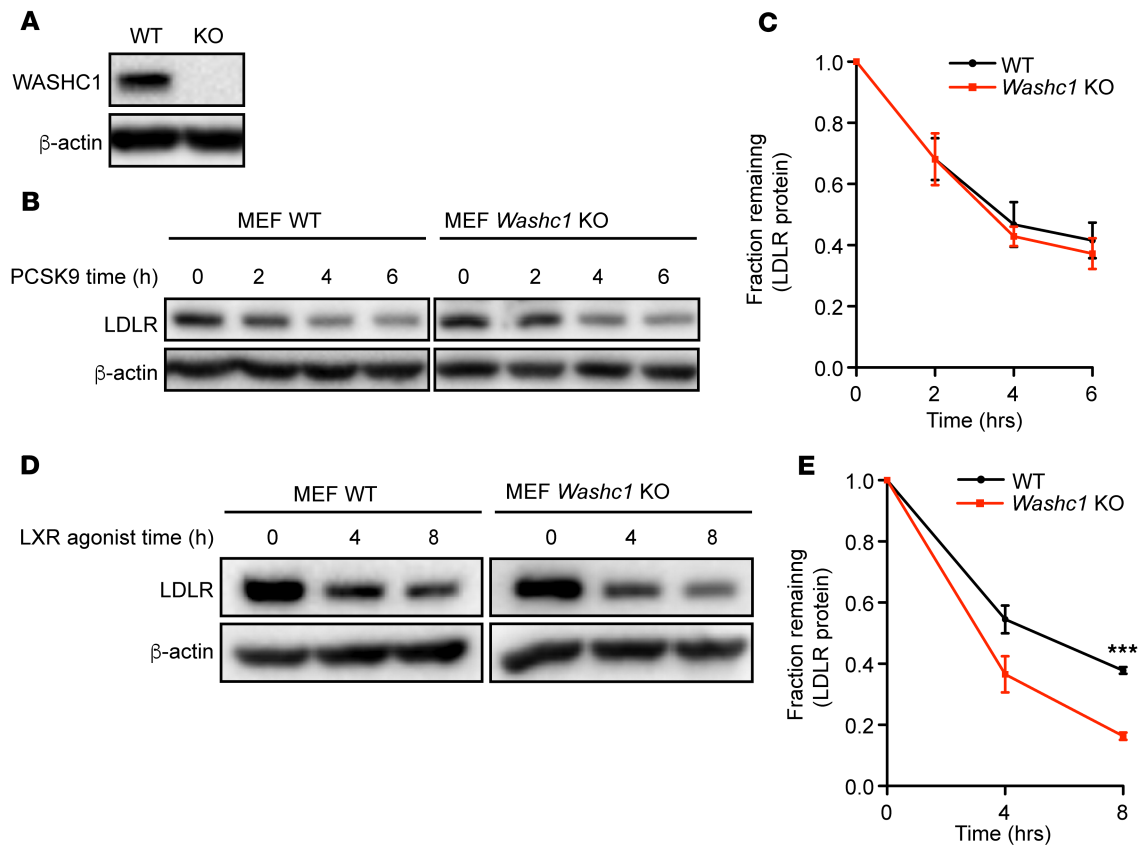 A
WT KO
WASHC1
β-actin
B
MEF WT MEF Washc1 KO
PCSK9 time (h) 0 2 4 6 0 2 4 6
LDLR
β-actin
C
WT
Washc1 KO
Fraction remaining
(LDLR protein)
1.0
0.8
0.6
0.4
0.2
0.0
0 2 4 6
Time (hrs)
D
MEF WT MEF Washc1 KO
LXR agonist time (h) 0 4 8 0 4 8
LDLR
β-actin
E
WT
Washc1 KO
Fraction remainng
(LDLR protein)
1.0
0.8
0.6
0.4
0.2
0.0
***
0 4 8
Time (hrs)